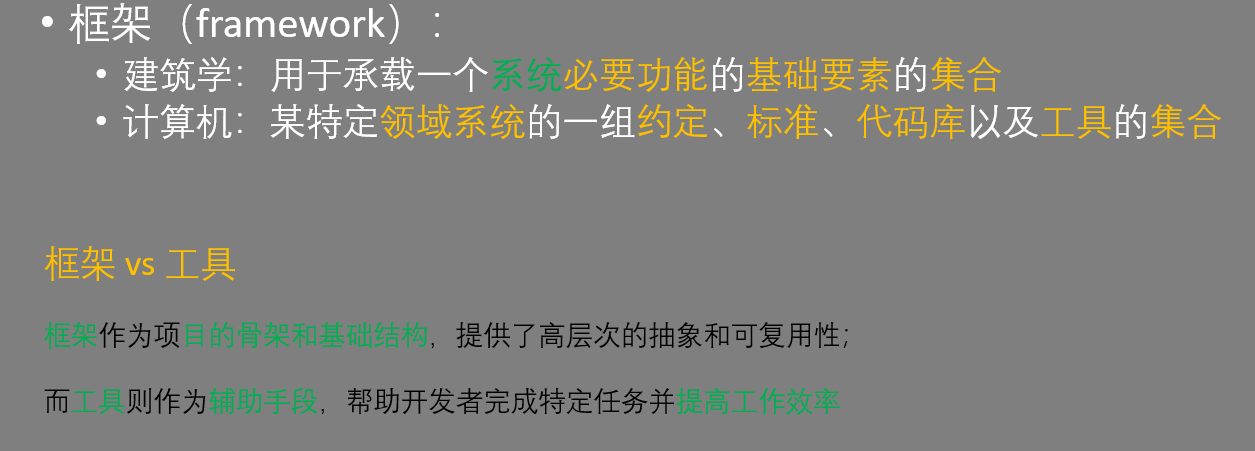 • 框架（framework）：
• 建筑学：用于承载一个系统必要功能的基础要素的集合
• 计算机：某特定领域系统的一组约定、标准、代码库以及工具的集合
框架 vs 工具
框架作为项目的骨架和基础结构，提供了高层次的抽象和可复用性；
而工具则作为辅助手段，帮助开发者完成特定任务并提高工作效率